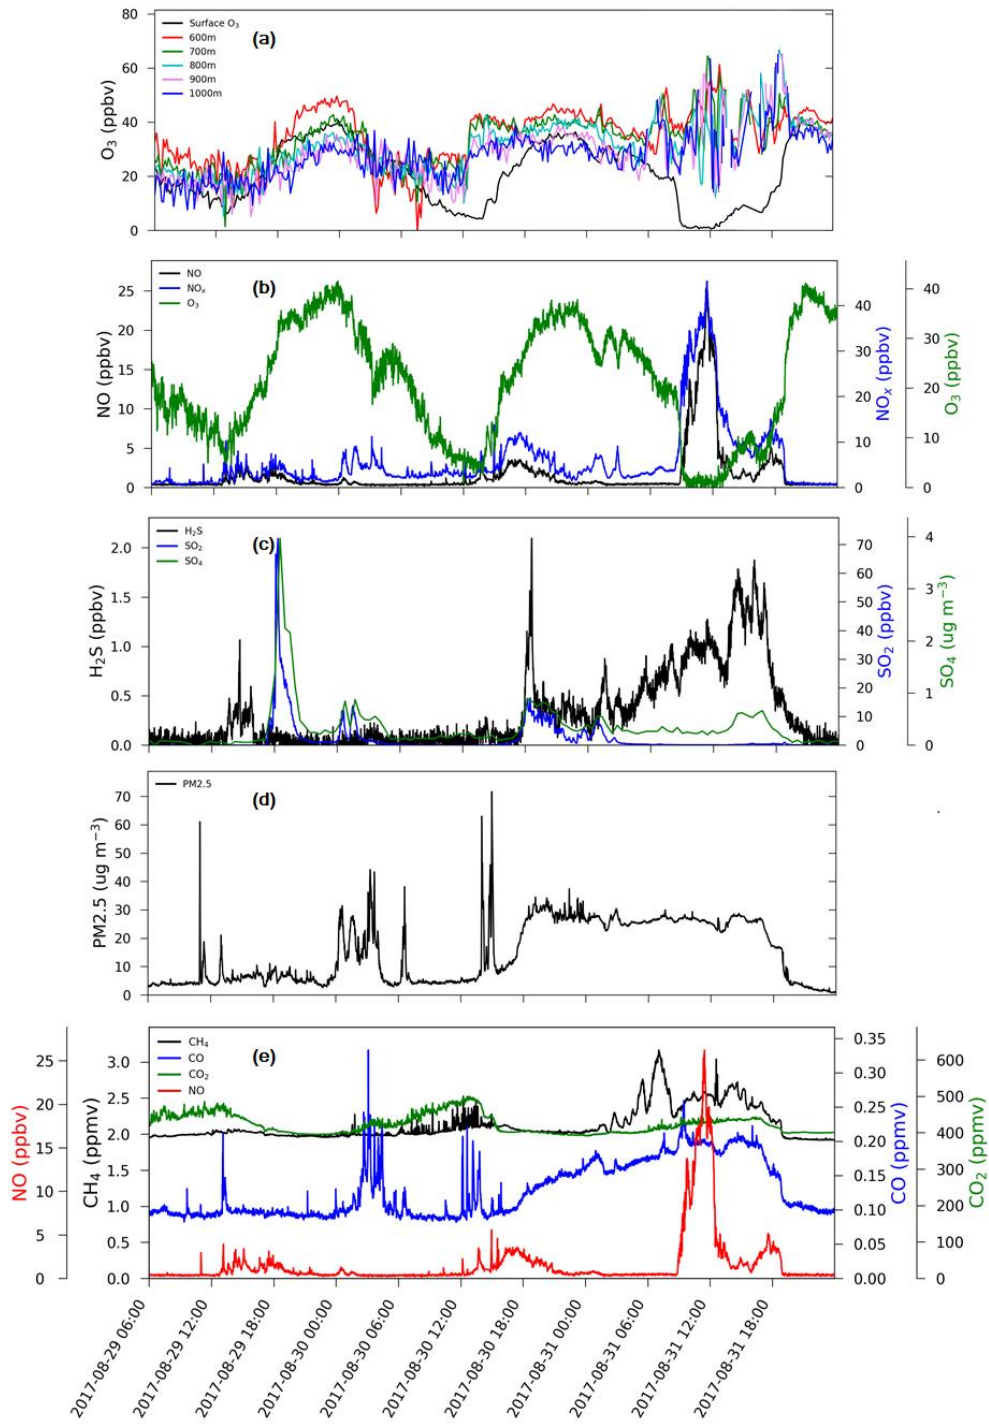 (a)
Surface O3
600m
700m
800m
900m
1000m
O3 (ppbv)
80
60
40
20
0
(b)
NO
NOx
O3
NO (ppbv)
25
20
15
10
5
0
NOx (ppbv)
40
30
20
10
0
O3 (ppbv)
40
30
20
10
0
(c)
H2S
SO2
SO4
H2S (ppbv)
2.0
1.5
1.0
0.5
0.0
SO2 (ppbv)
70
60
50
40
30
20
10
0
SO4 (ug m−3)
4
3
2
1
0
(d)
PM2.5
PM2.5 (ug m−3)
70
60
50
40
30
20
10
0
(e)
CH4
CO
CO2
NO
NO (ppbv)
25
20
15
10
5
0
CH4 (ppmv)
3.0
2.5
2.0
1.5
1.0
0.5
0.0
CO (ppmv)
0.35
0.30
0.25
0.20
0.15
0.10
0.05
0.00
CO2 (ppmv)
600
500
400
300
200
100
0
2017-08-29 06:00
2017-08-29 12:00
2017-08-29 18:00
2017-08-30 00:00
2017-08-30 06:00
2017-08-30 12:00
2017-08-30 18:00
2017-08-31 00:00
2017-08-31 06:00
2017-08-31 12:00
2017-08-31 18:00